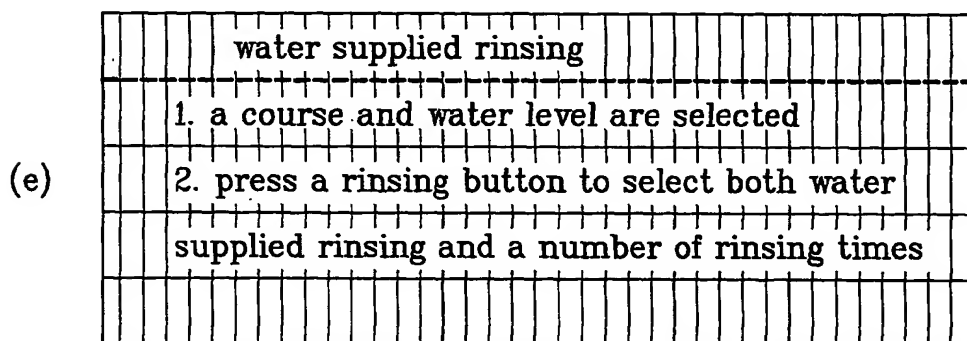 water supplied rinsing
1. a course and water level are selected
(e)
2. press a rinsing button to select both water
supplied rinsing and a number of rinsing times